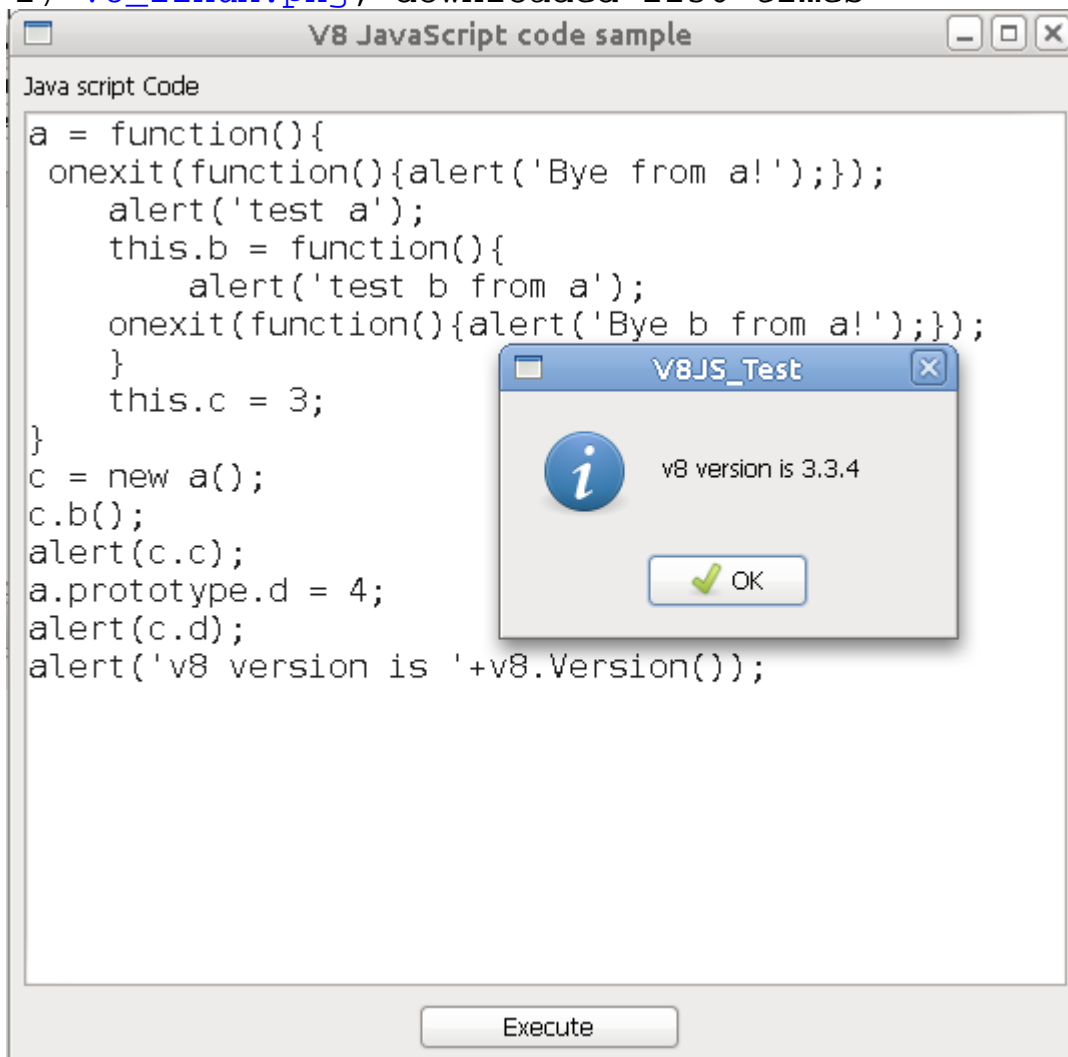 V8 JavaScript code sample
Java script Code
a = function(){
 onexit(function(){alert('Bye from a!');});
    alert('test a');
    this.b = function(){
        alert('test b from a');
    onexit(function(){alert('Bye b from a!');});
    }
    this.c = 3;
}
c = new a();
c.b();
alert(c.c);
a.prototype.d = 4;
alert(c.d);
alert('v8 version is '+v8.Version());
V8JS_Test
v8 version is 3.3.4
OK
Execute